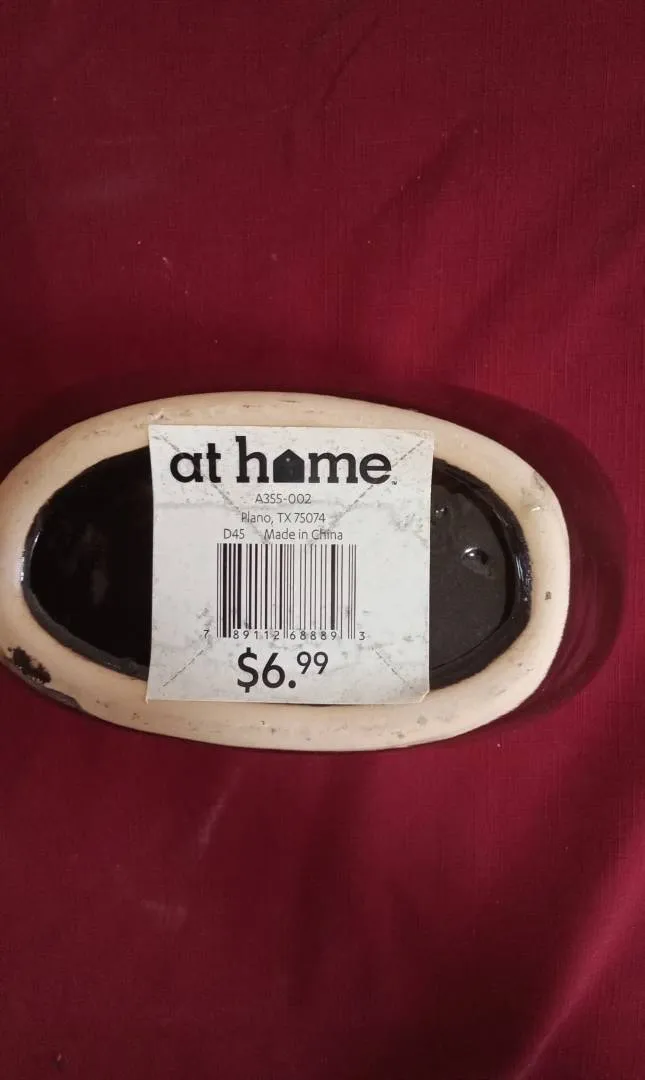 at home
A355-002
Plano, TX 75074
D45 Made in China
7 89112 68889 3
$6.99